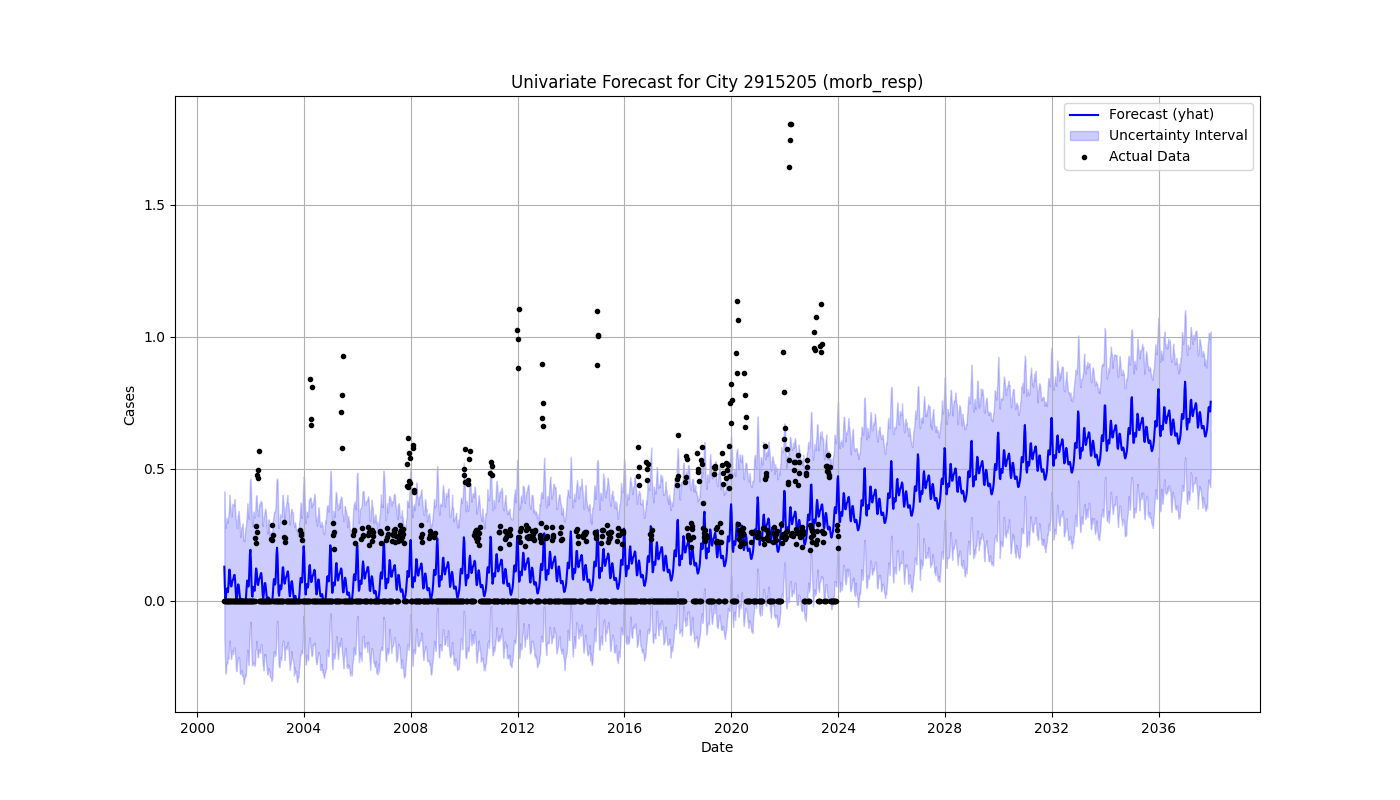 Univariate Forecast for City 2915205 (morb_resp)
Forecast (yhat)
Uncertainty Interval
Actual Data
Cases
1.5
1.0
0.5
0.0
2000 2004 2008 2012 2016 2020 2024 2028 2032 2036
Date